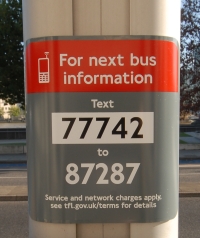 For next bus
information
Text
77742
to
87287
Service and network charges apply.
see tfl.gov.uk/terms for details